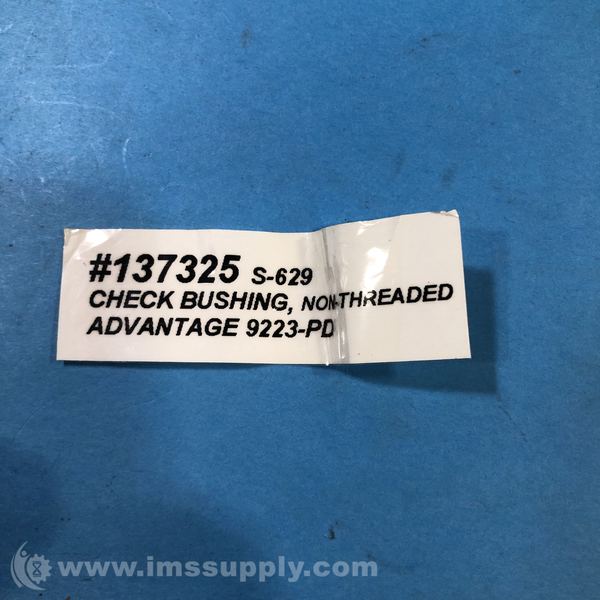 #137325 S-629
CHECK BUSHING, NON-THREADED
ADVANTAGE 9223-PD
www.imssupply.com